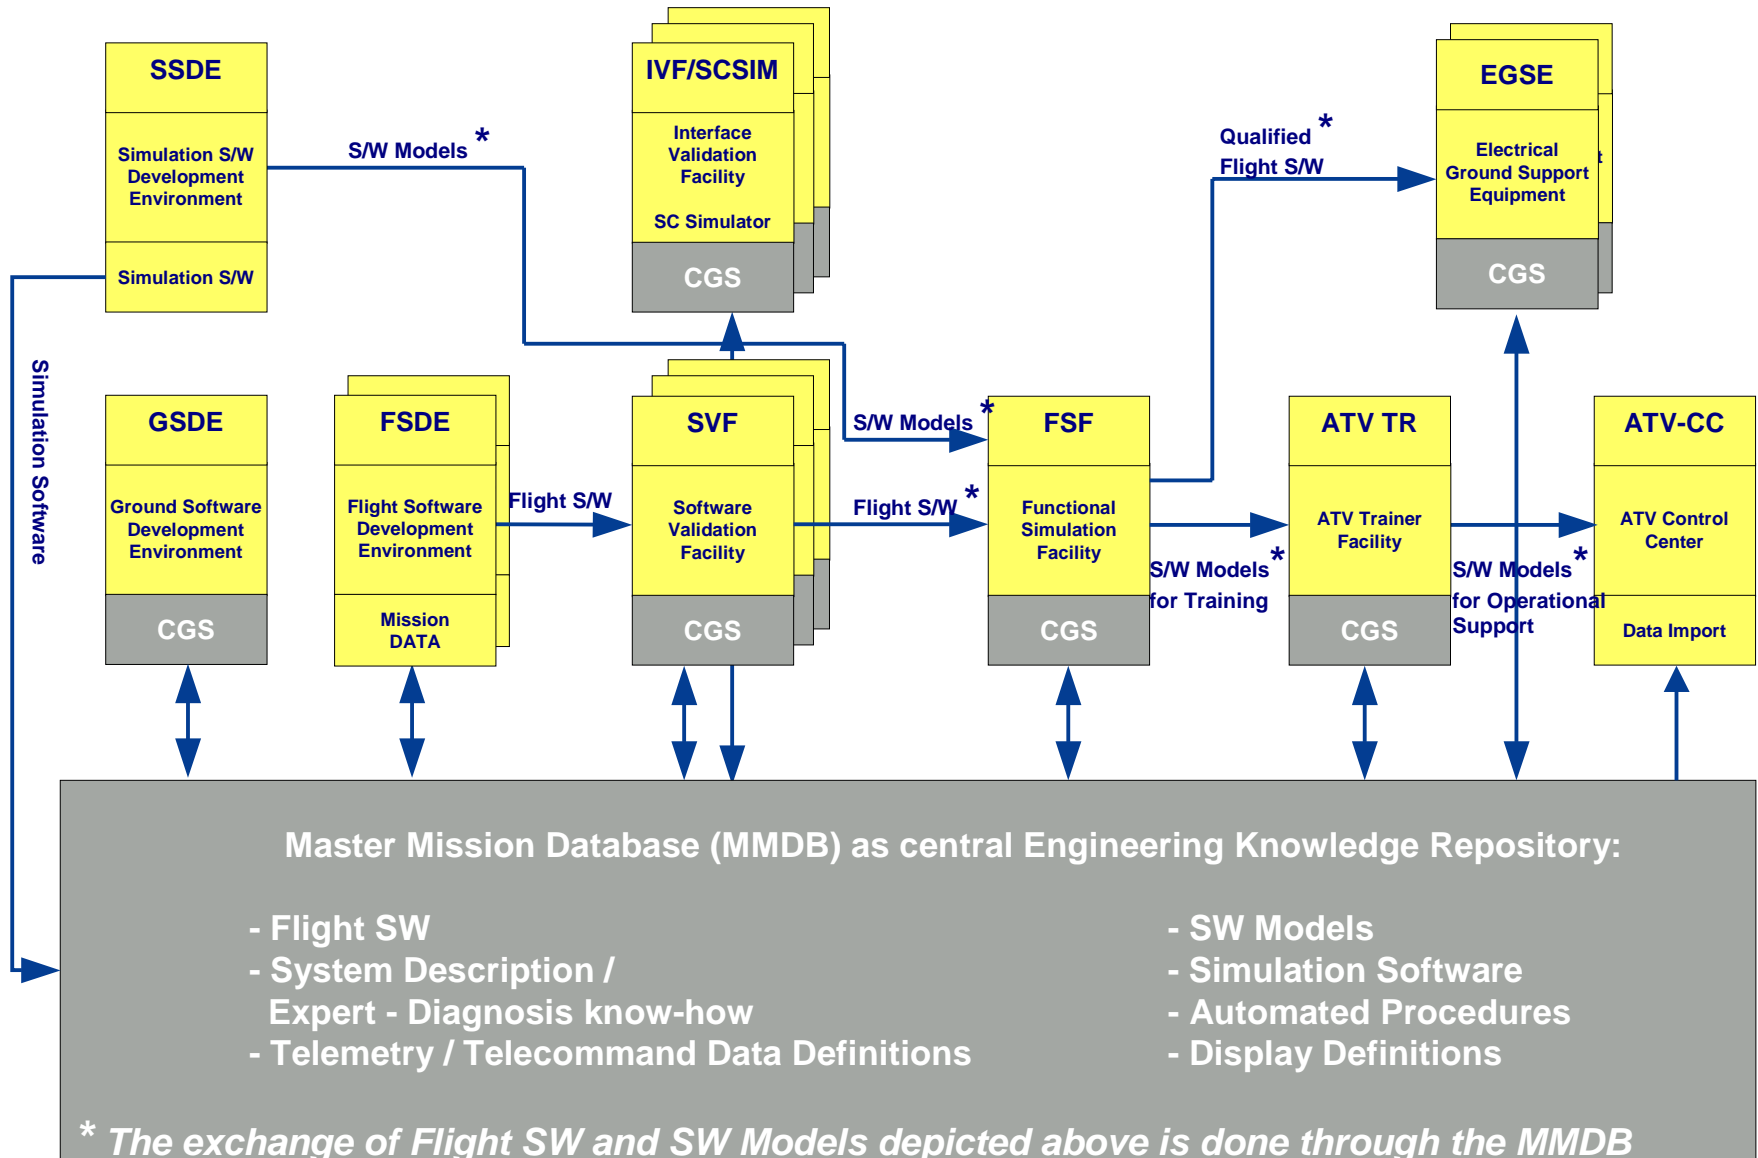 SSDE
Simulation S/W
Development
Environment
Simulation S/W
S/W Models *
IVF/SCSIM
Interface
Validation
Facility
SC Simulator
CGS
Qualified *
Flight S/W
EGSE
Electrical
Ground Support
Equipment
t
CGS
Simulation Software
GSDE
Ground Software
Development
Environment
CGS
FSDE
Flight Software
Development
Environment
Mission
DATA
Flight S/W
SVF
Software
Validation
Facility
CGS
S/W Models *
Flight S/W *
FSF
Functional
Simulation
Facility
CGS
S/W Models *
for Training
ATV TR
ATV Trainer
Facility
CGS
S/W Models *
for Operational
Support
ATV-CC
ATV Control
Center
Data Import
Master Mission Database (MMDB) as central Engineering Knowledge Repository:
- Flight SW
- System Description /
Expert - Diagnosis know-how
- Telemetry / Telecommand Data Definitions
- SW Models
- Simulation Software
- Automated Procedures
- Display Definitions
* The exchange of Flight SW and SW Models depicted above is done through the MMDB